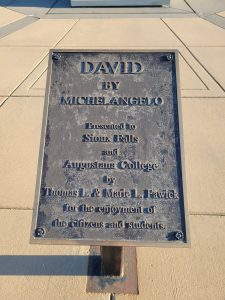 DAVID
BY
MICHELANGELO
Presented to
Sioux Falls
and
Augustana College
by
Thomas L. & Marie L. Fawick
for the enjoyment of
the citizens and students.